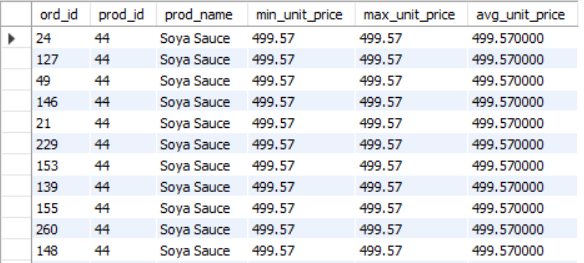 ord_id prod_id prod_name min_unit_price max_unit_price avg_unit_price
24 44 Soya Sauce 499.57 499.57 499.570000
127 44 Soya Sauce 499.57 499.57 499.570000
49 44 Soya Sauce 499.57 499.57 499.570000
146 44 Soya Sauce 499.57 499.57 499.570000
21 44 Soya Sauce 499.57 499.57 499.570000
229 44 Soya Sauce 499.57 499.57 499.570000
153 44 Soya Sauce 499.57 499.57 499.570000
139 44 Soya Sauce 499.57 499.57 499.570000
155 44 Soya Sauce 499.57 499.57 499.570000
260 44 Soya Sauce 499.57 499.57 499.570000
148 44 Soya Sauce 499.57 499.57 499.570000